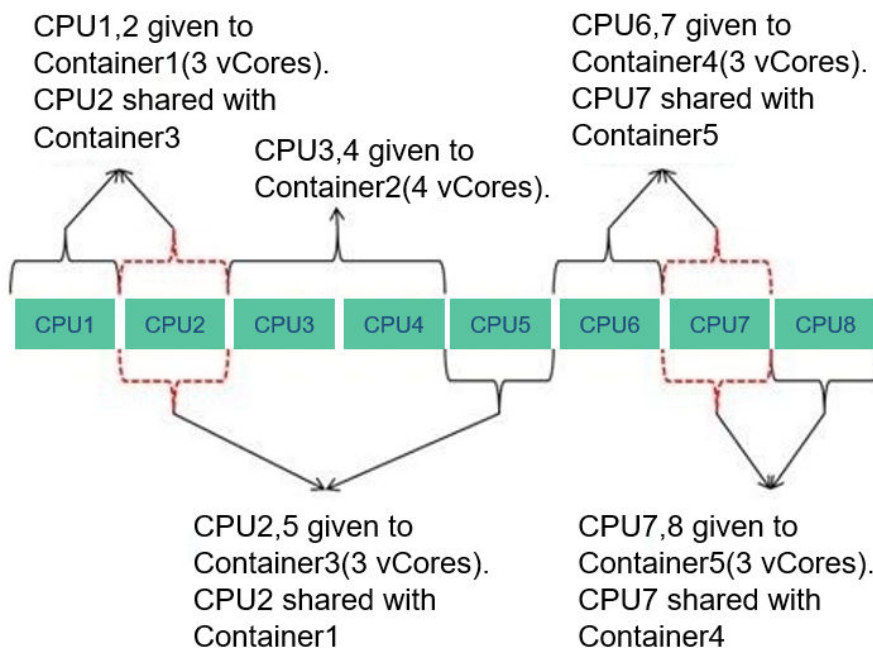 CPU1,2 given to
Container1(3 vCores).
CPU2 shared with
Container3
CPU3,4 given to
Container2(4 vCores).
CPU6,7 given to
Container4(3 vCores).
CPU7 shared with
Container5
CPU1
CPU2
CPU3
CPU4
CPU5
CPU6
CPU7
CPU8
CPU2,5 given to
Container3(3 vCores).
CPU2 shared with
Container1
CPU7,8 given to
Container5(3 vCores).
CPU7 shared with
Container4